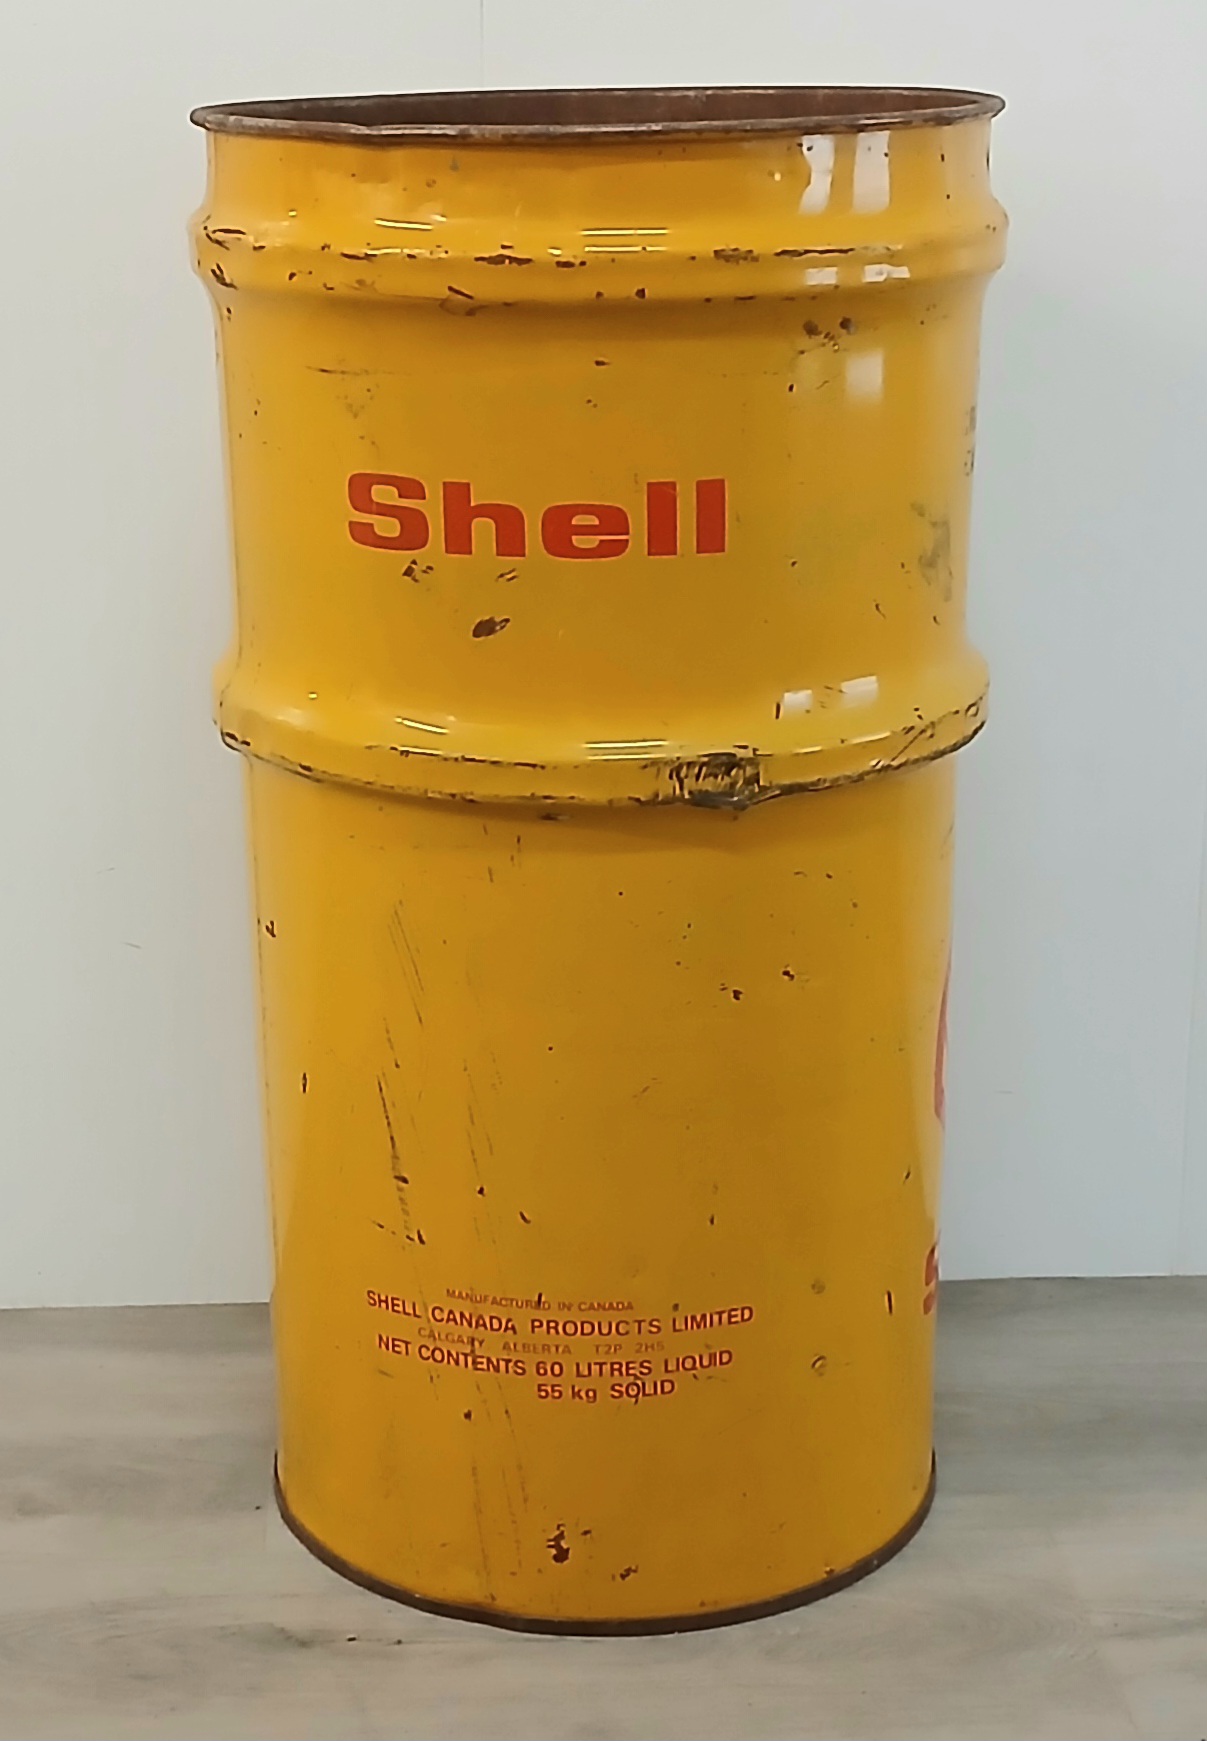 Shell
MANUFACTURED IN CANADA
SHELL CANADA PRODUCTS LIMITED
CALGARY ALBERTA T2P 2H5
NET CONTENTS 60 LITRES LIQUID
55 kg SOLID